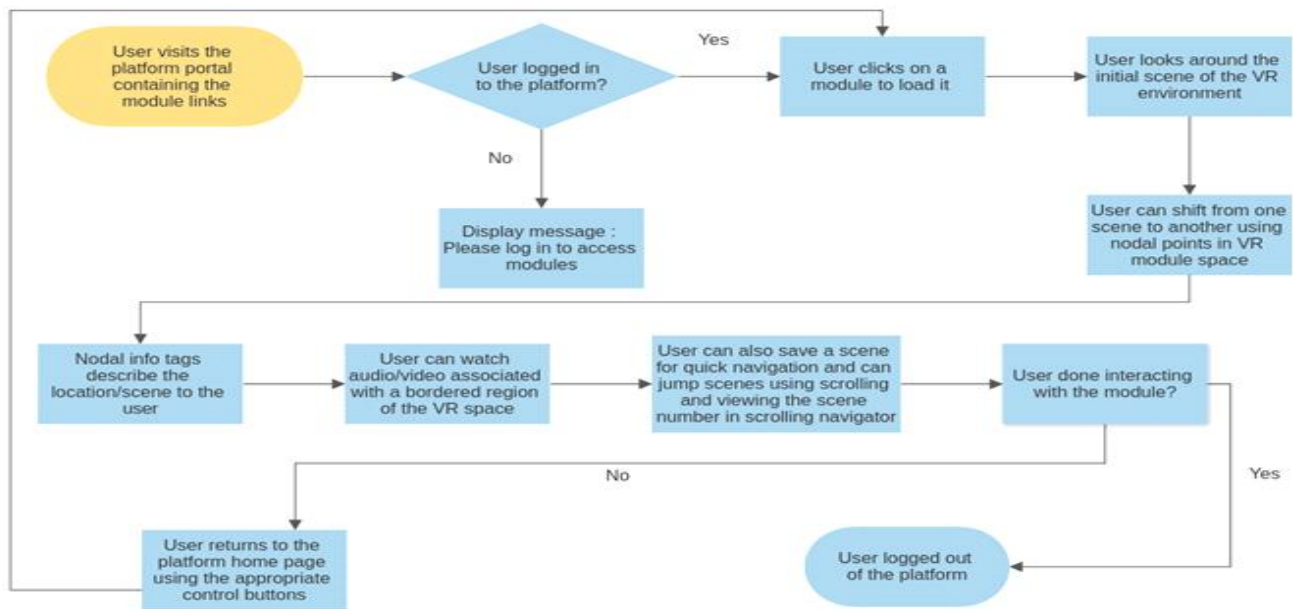 User visits the
platform portal
containing the
module links
User logged in
to the platform?
Yes
User clicks on a
module to load it
User looks around the
initial scene of the VR
environment
No
Display message :
Please log in to access
modules
User can shift from one
scene to another using
nodal points in VR
module space
Nodal info tags
describe the
location/scene to the
user
User can watch
audio/video associated
with a bordered region
of the VR space
User can also save a scene
for quick navigation and can
jump scenes using scrolling
and viewing the scene
number in scrolling navigator
User done interacting
with the module?
No
Yes
User returns to the
platform home page
using the appropriate
control buttons
User logged out
of the platform